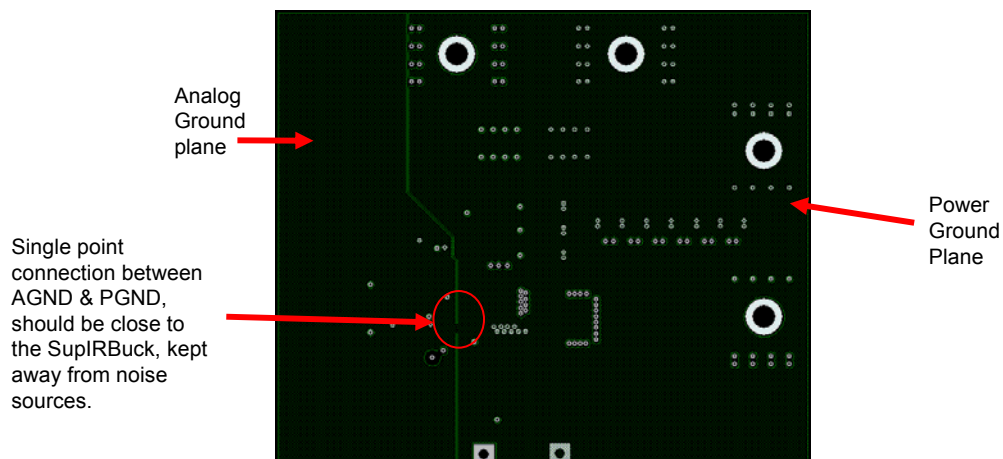 Analog
Ground
plane
Single point
connection between
AGND & PGND,
should be close to
the SupIRBuck, kept
away from noise
sources.
Power
Ground
Plane